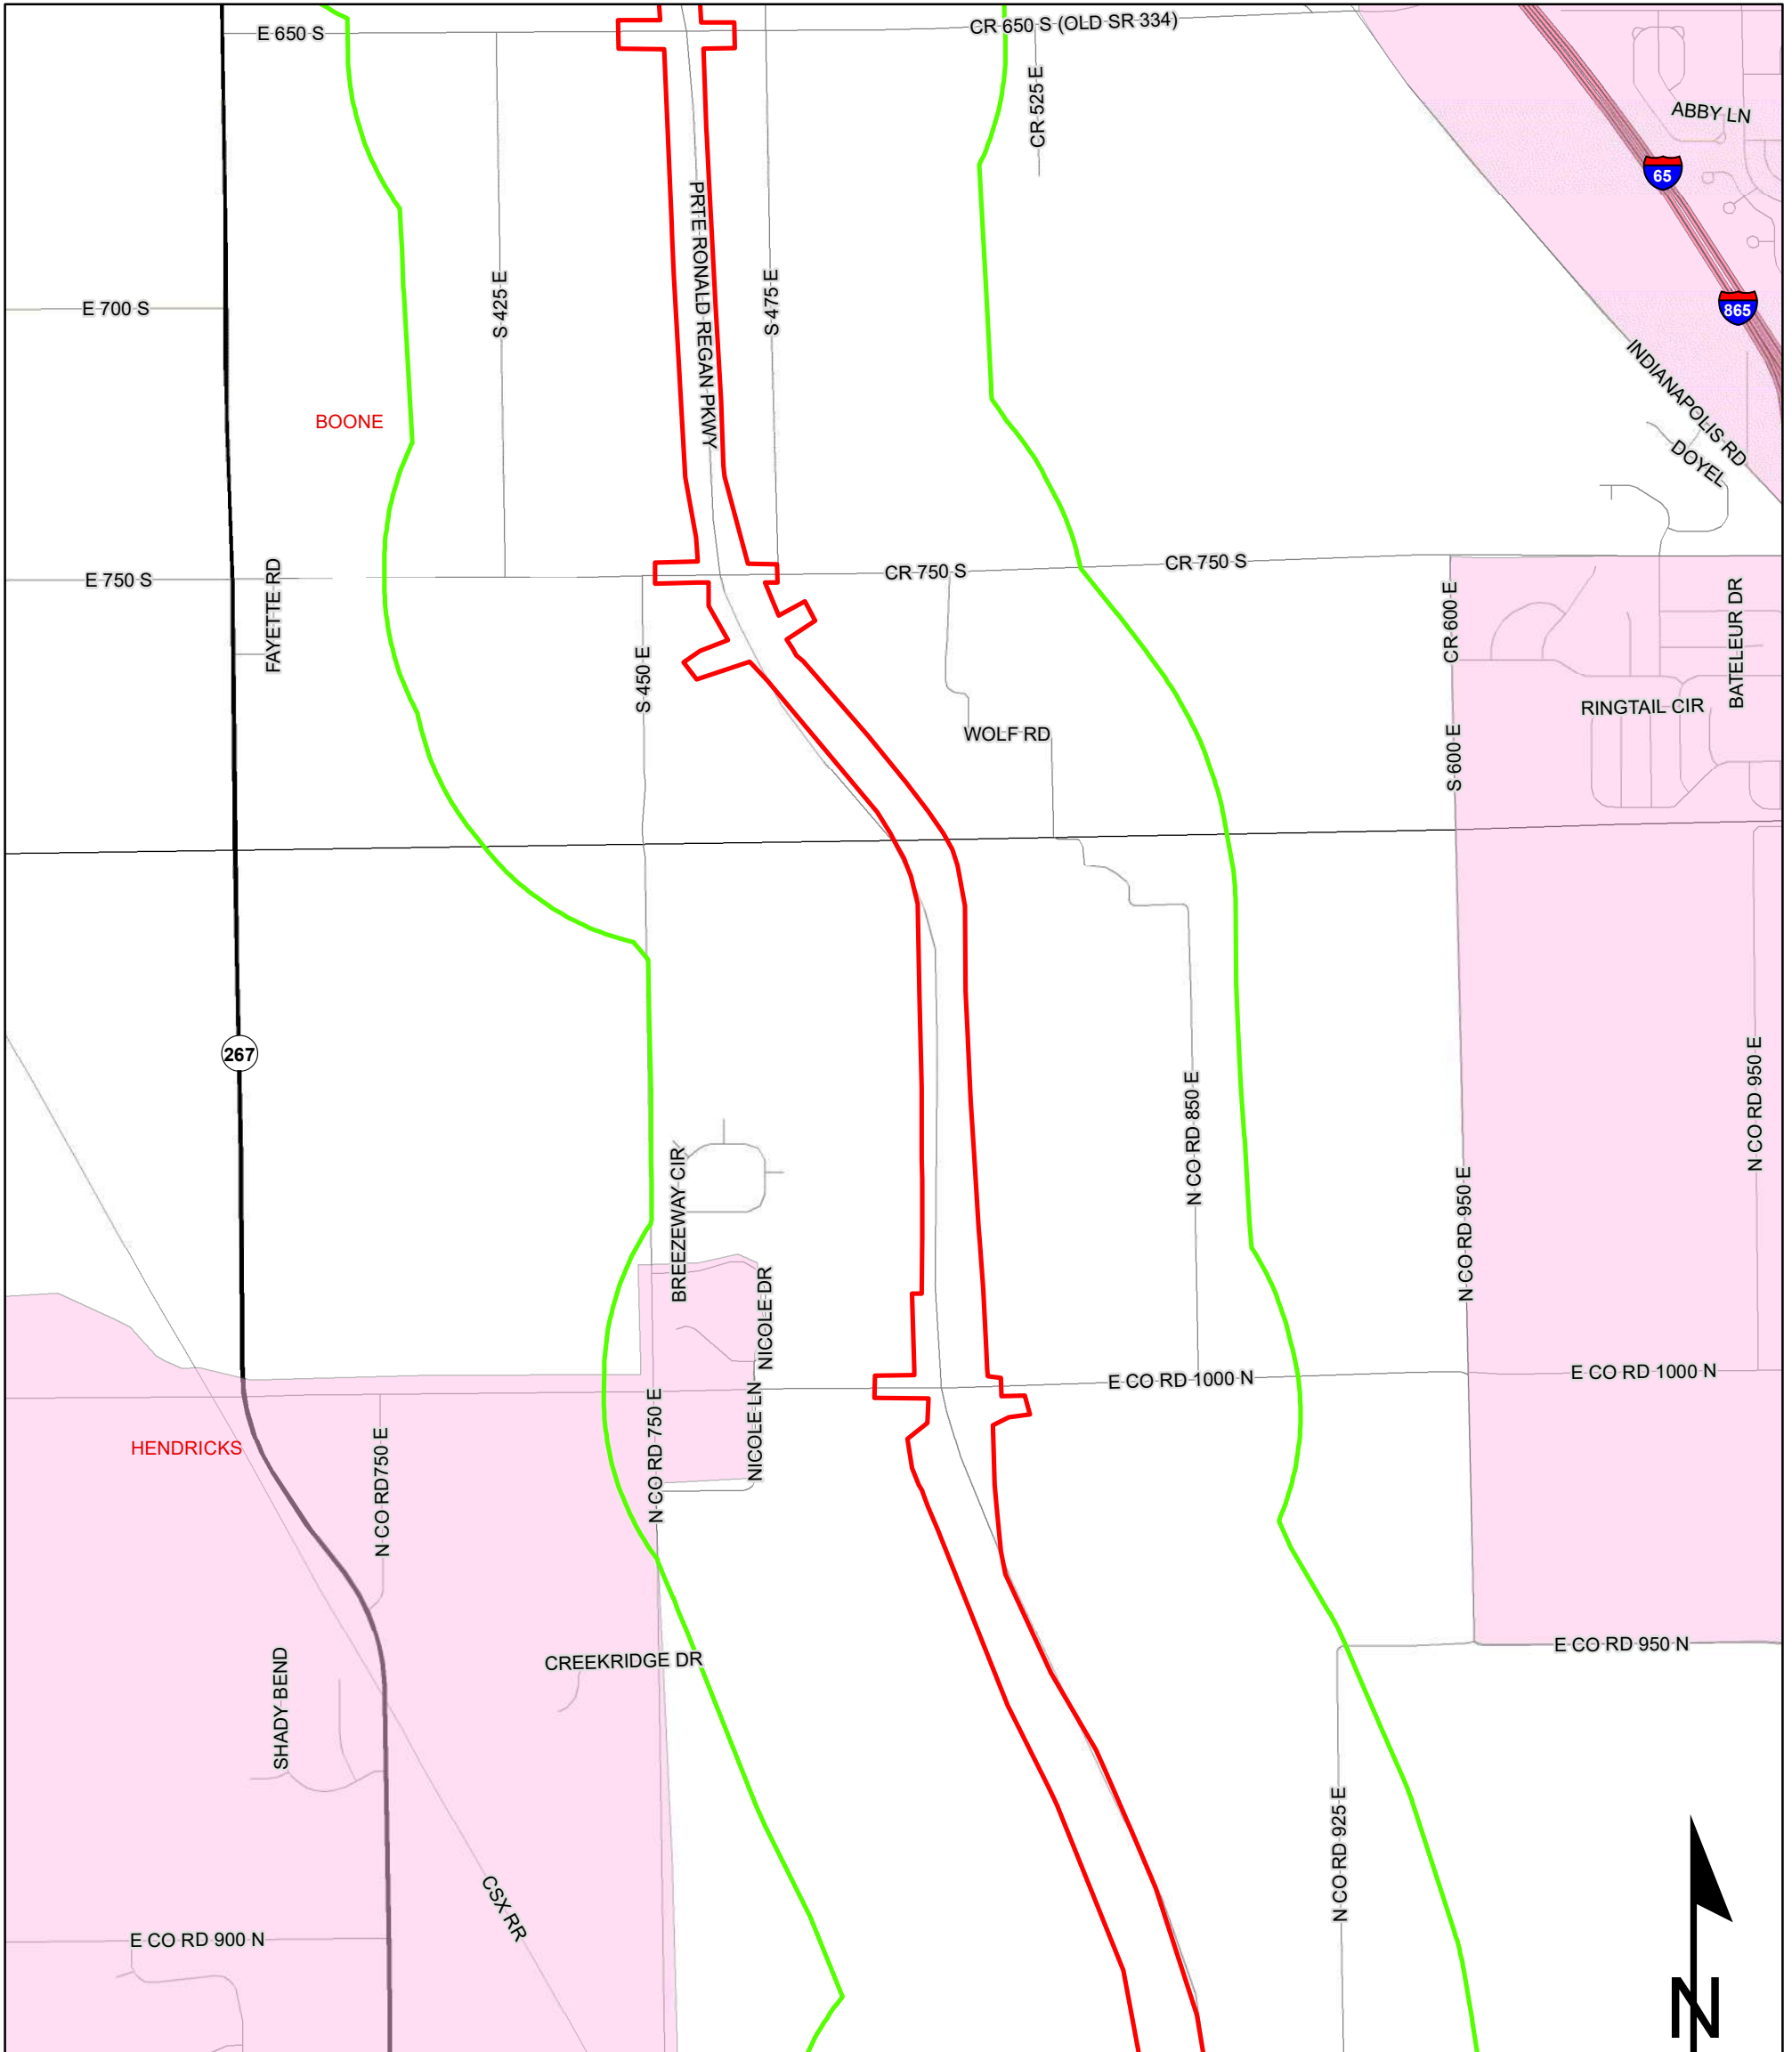 E 650 S
CR 650 S (OLD SR 334)
CR 525 E
ABBY LN
65
PRTE RONALD REGAN PKWY
S 425 E
S 475 E
E 700 S
865
INDIANAPOLIS RD
DOYEL
BOONE
E 750 S
FAYETTE RD
CR 750 S
CR 750 S
CR 600 E
BATELEUR DR
S 450 E
RINGTAIL CIR
WOLF RD
S 600 E
267
N CO RD 850 E
N CO RD 950 E
N CO RD 950 E
BREEZEWAY CIR
NICOLE DR
E CO RD 1000 N
E CO RD 1000 N
NICOLE LN
N CO RD 750 E
HENDRICKS
N CO RD750 E
CREEKRIDGE DR
E CO RD 950 N
SHADY BEND
N CO RD 925 E
CSX RR
E CO RD 900 N
N